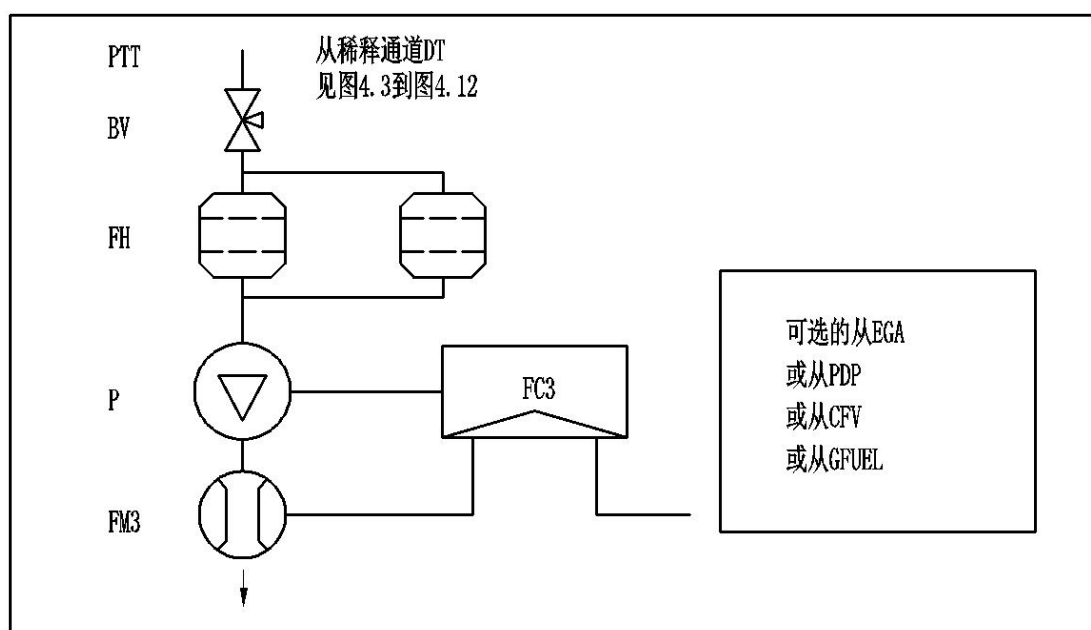 PTT
从稀释通道DT
见图4.3到图4.12
BV
FH
可选的从EGA
或从PDP
或从CFV
或从GFUEL
FC3
P
FM3